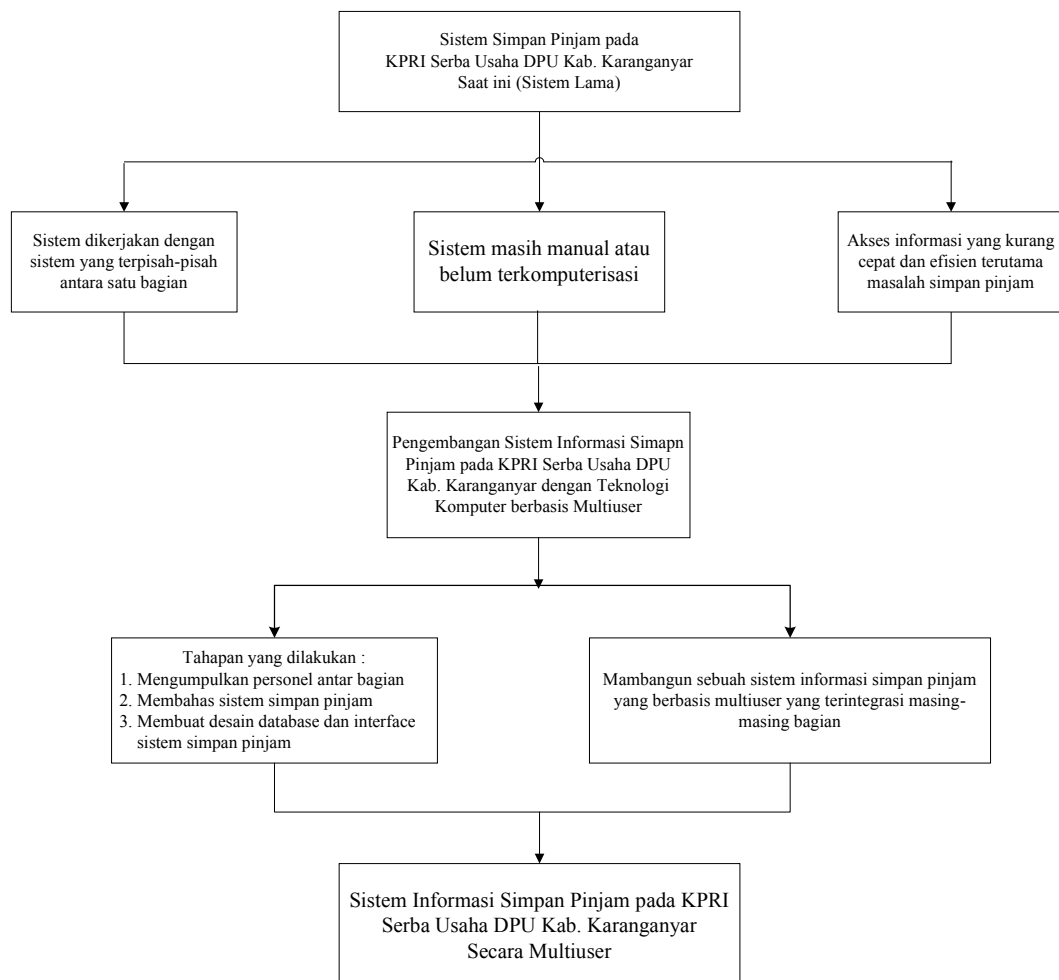 Sistem Simpan Pinjam pada
KPRI Serba Usaha DPU Kab. Karanganyar
Saat ini (Sistem Lama)
Sistem dikerjakan dengan
sistem yang terpisah-pisah
antara satu bagian
Sistem masih manual atau
belum terkomputerisasi
Akses informasi yang kurang
cepat dan efisien terutama
masalah simpan pinjam
Pengembangan Sistem Informasi Simapn
Pinjam pada KPRI Serba Usaha DPU
Kab. Karanganyar dengan Teknologi
Komputer berbasis Multiuser
Tahapan yang dilakukan :
1. Mengumpulkan personel antar bagian
2. Membahas sistem simpan pinjam
3. Membuat desain database dan interface
sistem simpan pinjam
Mambangun sebuah sistem informasi simpan pinjam
yang berbasis multiuser yang terintegrasi masing-
masing bagian
Sistem Informasi Simpan Pinjam pada KPRI
Serba Usaha DPU Kab. Karanganyar
Secara Multiuser